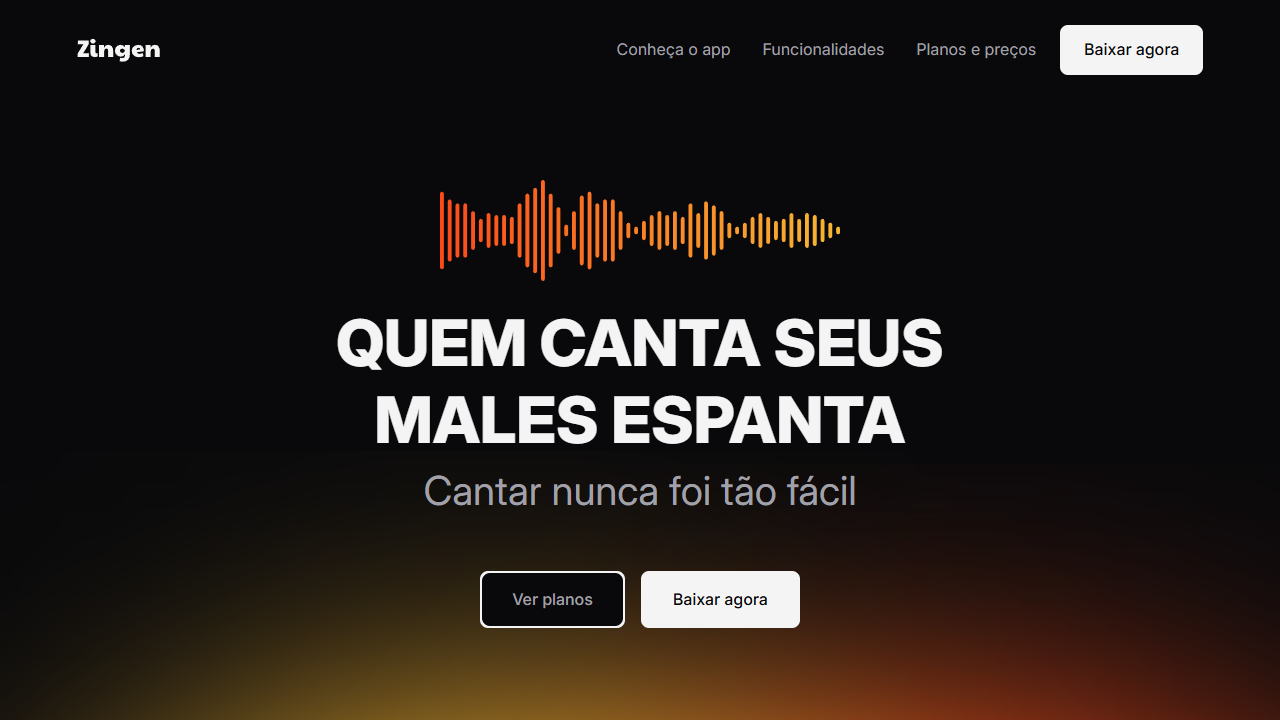 Zingen
Conheça o app
Funcionalidades
Planos e preços
Baixar agora
QUEM CANTA SEUS
MALES ESPANTA
Cantar nunca foi tão fácil
Ver planos
Baixar agora